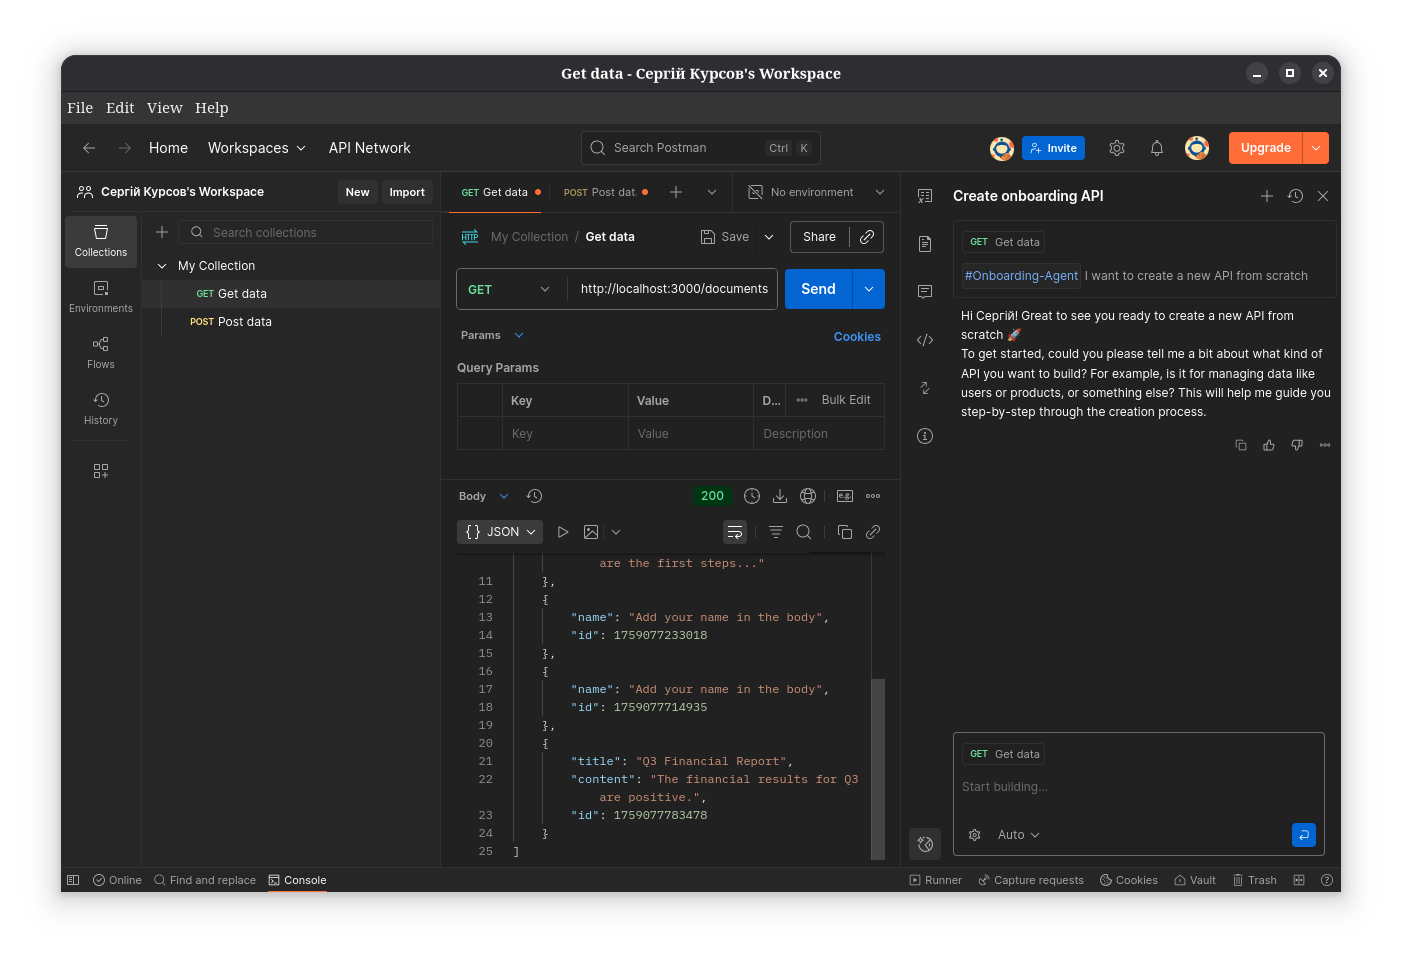 Get data - Сергій Курсов's Workspace
File Edit View Help
Home Workspaces API Network
Search Postman Ctrl K
Invite
Upgrade
Сергій Курсов's Workspace New Import
Collections
Environments
Flows
History
Search collections
My Collection
GET Get data
POST Post data
GET Get data POST Post dat No environment
HTTP My Collection / Get data Save Share
GET http://localhost:3000/documents Send
Params Cookies
Query Params
Key Value D... Bulk Edit
Key Value Description
Body 200 e.g.
{} JSON
are the first steps..."
11 },
12 {
13 "name": "Add your name in the body",
14 "id": 1759077233018
15 },
16 {
17 "name": "Add your name in the body",
18 "id": 1759077714935
19 },
20 {
21 "title": "Q3 Financial Report",
22 "content": "The financial results for Q3
are positive.",
23 "id": 1759077783478
24 }
25 ]
Create onboarding API
GET Get data
#Onboarding-Agent I want to create a new API from scratch
Hi Сергій! Great to see you ready to create a new API from
scratch 🚀
To get started, could you please tell me a bit about what kind of
API you want to build? For example, is it for managing data like
users or products, or something else? This will help me guide you
step-by-step through the creation process.
GET Get data
Start building...
Auto
Online Find and replace Console
Runner Capture requests Cookies Vault Trash